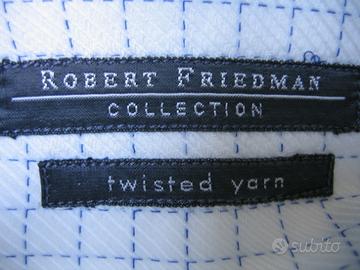 ROBERT FRIEDMAN
COLLECTION
twisted yarn
subito